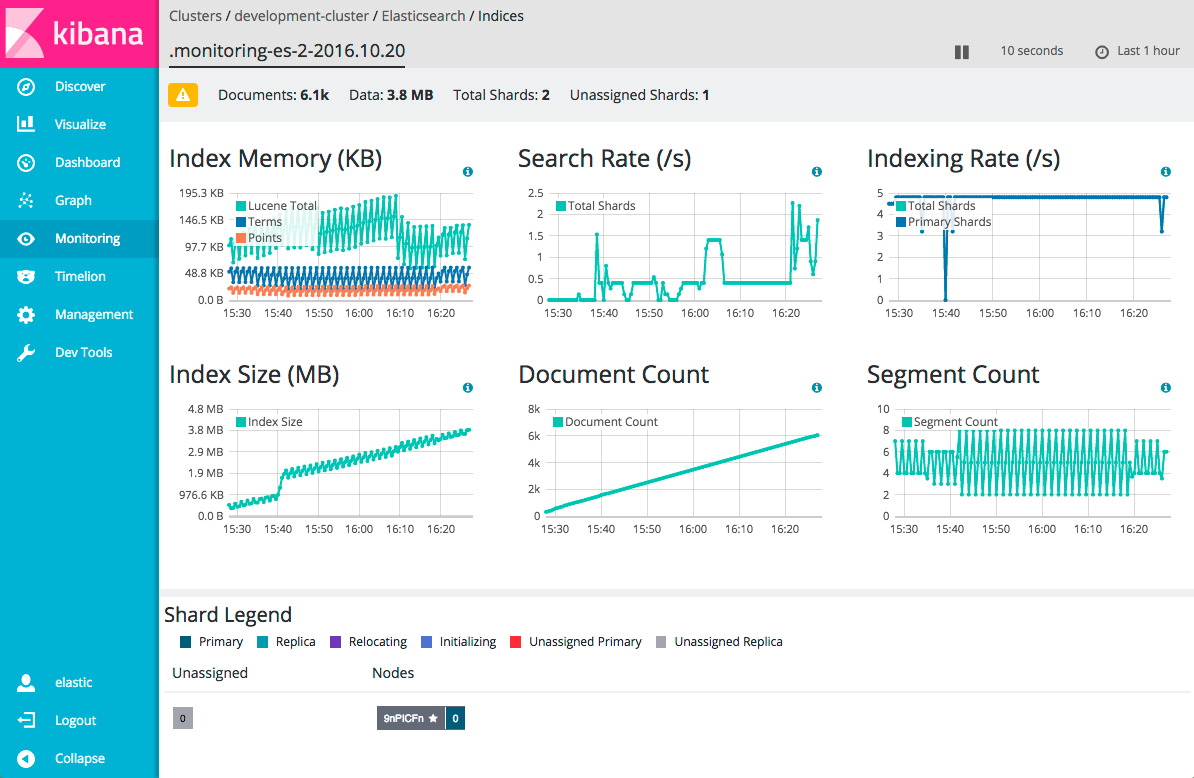 kibana
Discover
Visualize
Dashboard
Graph
Monitoring
Timelion
Management
Dev Tools
elastic
Logout
Collapse
Clusters / development-cluster / Elasticsearch / Indices
.monitoring-es-2-2016.10.20
10 seconds Last 1 hour
Documents: 6.1k Data: 3.8 MB Total Shards: 2 Unassigned Shards: 1
Index Memory (KB)
195.3 KB
146.5 KB
97.7 KB
48.8 KB
0.0 B
Lucene Total
Terms
Points
15:30 15:40 15:50 16:00 16:10 16:20
Search Rate (/s)
2.5
2
1.5
1
0.5
0
Total Shards
15:30 15:40 15:50 16:00 16:10 16:20
Indexing Rate (/s)
5
4
3
2
1
0
Total Shards
Primary Shards
15:30 15:40 15:50 16:00 16:10 16:20
Index Size (MB)
4.8 MB
3.8 MB
2.9 MB
1.9 MB
976.6 KB
0.0 B
Index Size
15:30 15:40 15:50 16:00 16:10 16:20
Document Count
8k
6k
4k
2k
0
Document Count
15:30 15:40 15:50 16:00 16:10 16:20
Segment Count
10
8
6
4
2
0
Segment Count
15:30 15:40 15:50 16:00 16:10 16:20
Shard Legend
Primary Replica Relocating Initializing Unassigned Primary Unassigned Replica
Unassigned Nodes
0 9nPICFn 0